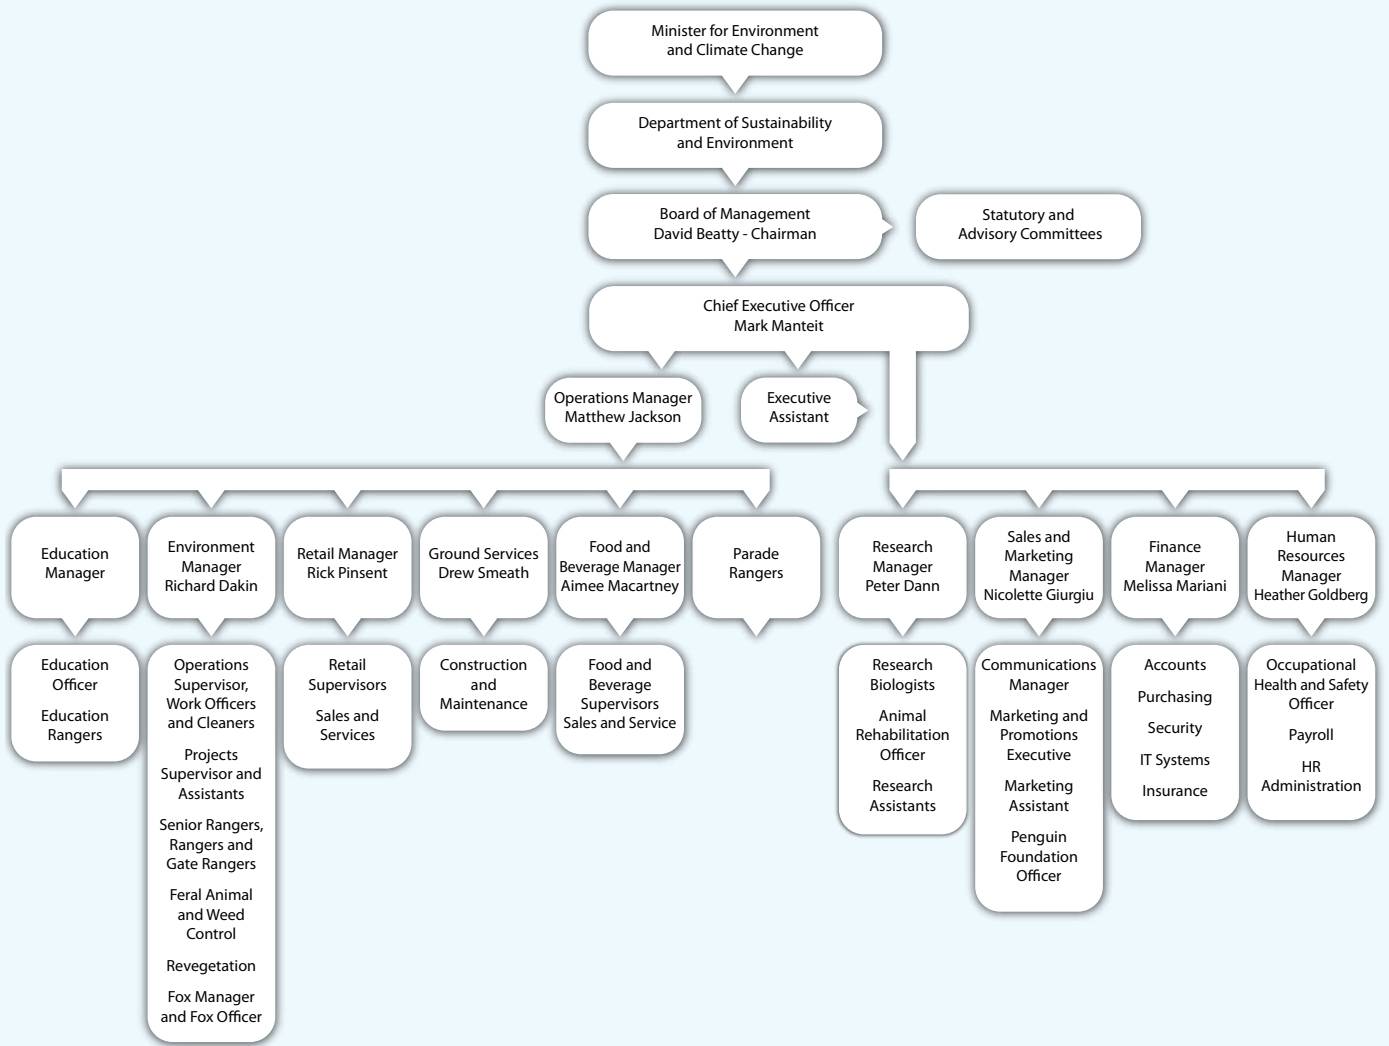 Minister for Environment
and Climate Change
Department of Sustainability
and Environment
Board of Management
David Beatty - Chairman
Statutory and
Advisory Committees
Chief Executive Officer
Mark Manteit
Operations Manager
Matthew Jackson
Executive
Assistant
Education
Manager
Environment
Manager
Richard Dakin
Retail Manager
Rick Pinsent
Ground Services
Drew Smeath
Food and
Beverage Manager
Aimee Macartney
Parade
Rangers
Research
Manager
Peter Dann
Sales and
Marketing
Manager
Nicolette Giurgiu
Finance
Manager
Melissa Mariani
Human
Resources
Manager
Heather Goldberg
Education
Officer
Education
Rangers
Operations
Supervisor,
Work Officers
and Cleaners
Projects
Supervisor and
Assistants
Senior Rangers,
Rangers and
Gate Rangers
Feral Animal
and Weed
Control
Revegetation
Fox Manager
and Fox Officer
Retail
Supervisors
Sales and
Services
Construction
and
Maintenance
Food and
Beverage
Supervisors
Sales and Service
Research
Biologists
Animal
Rehabilitation
Officer
Research
Assistants
Communications
Manager
Marketing and
Promotions
Executive
Marketing
Assistant
Penguin
Foundation
Officer
Accounts
Purchasing
Security
IT Systems
Insurance
Occupational
Health and Safety
Officer
Payroll
HR
Administration